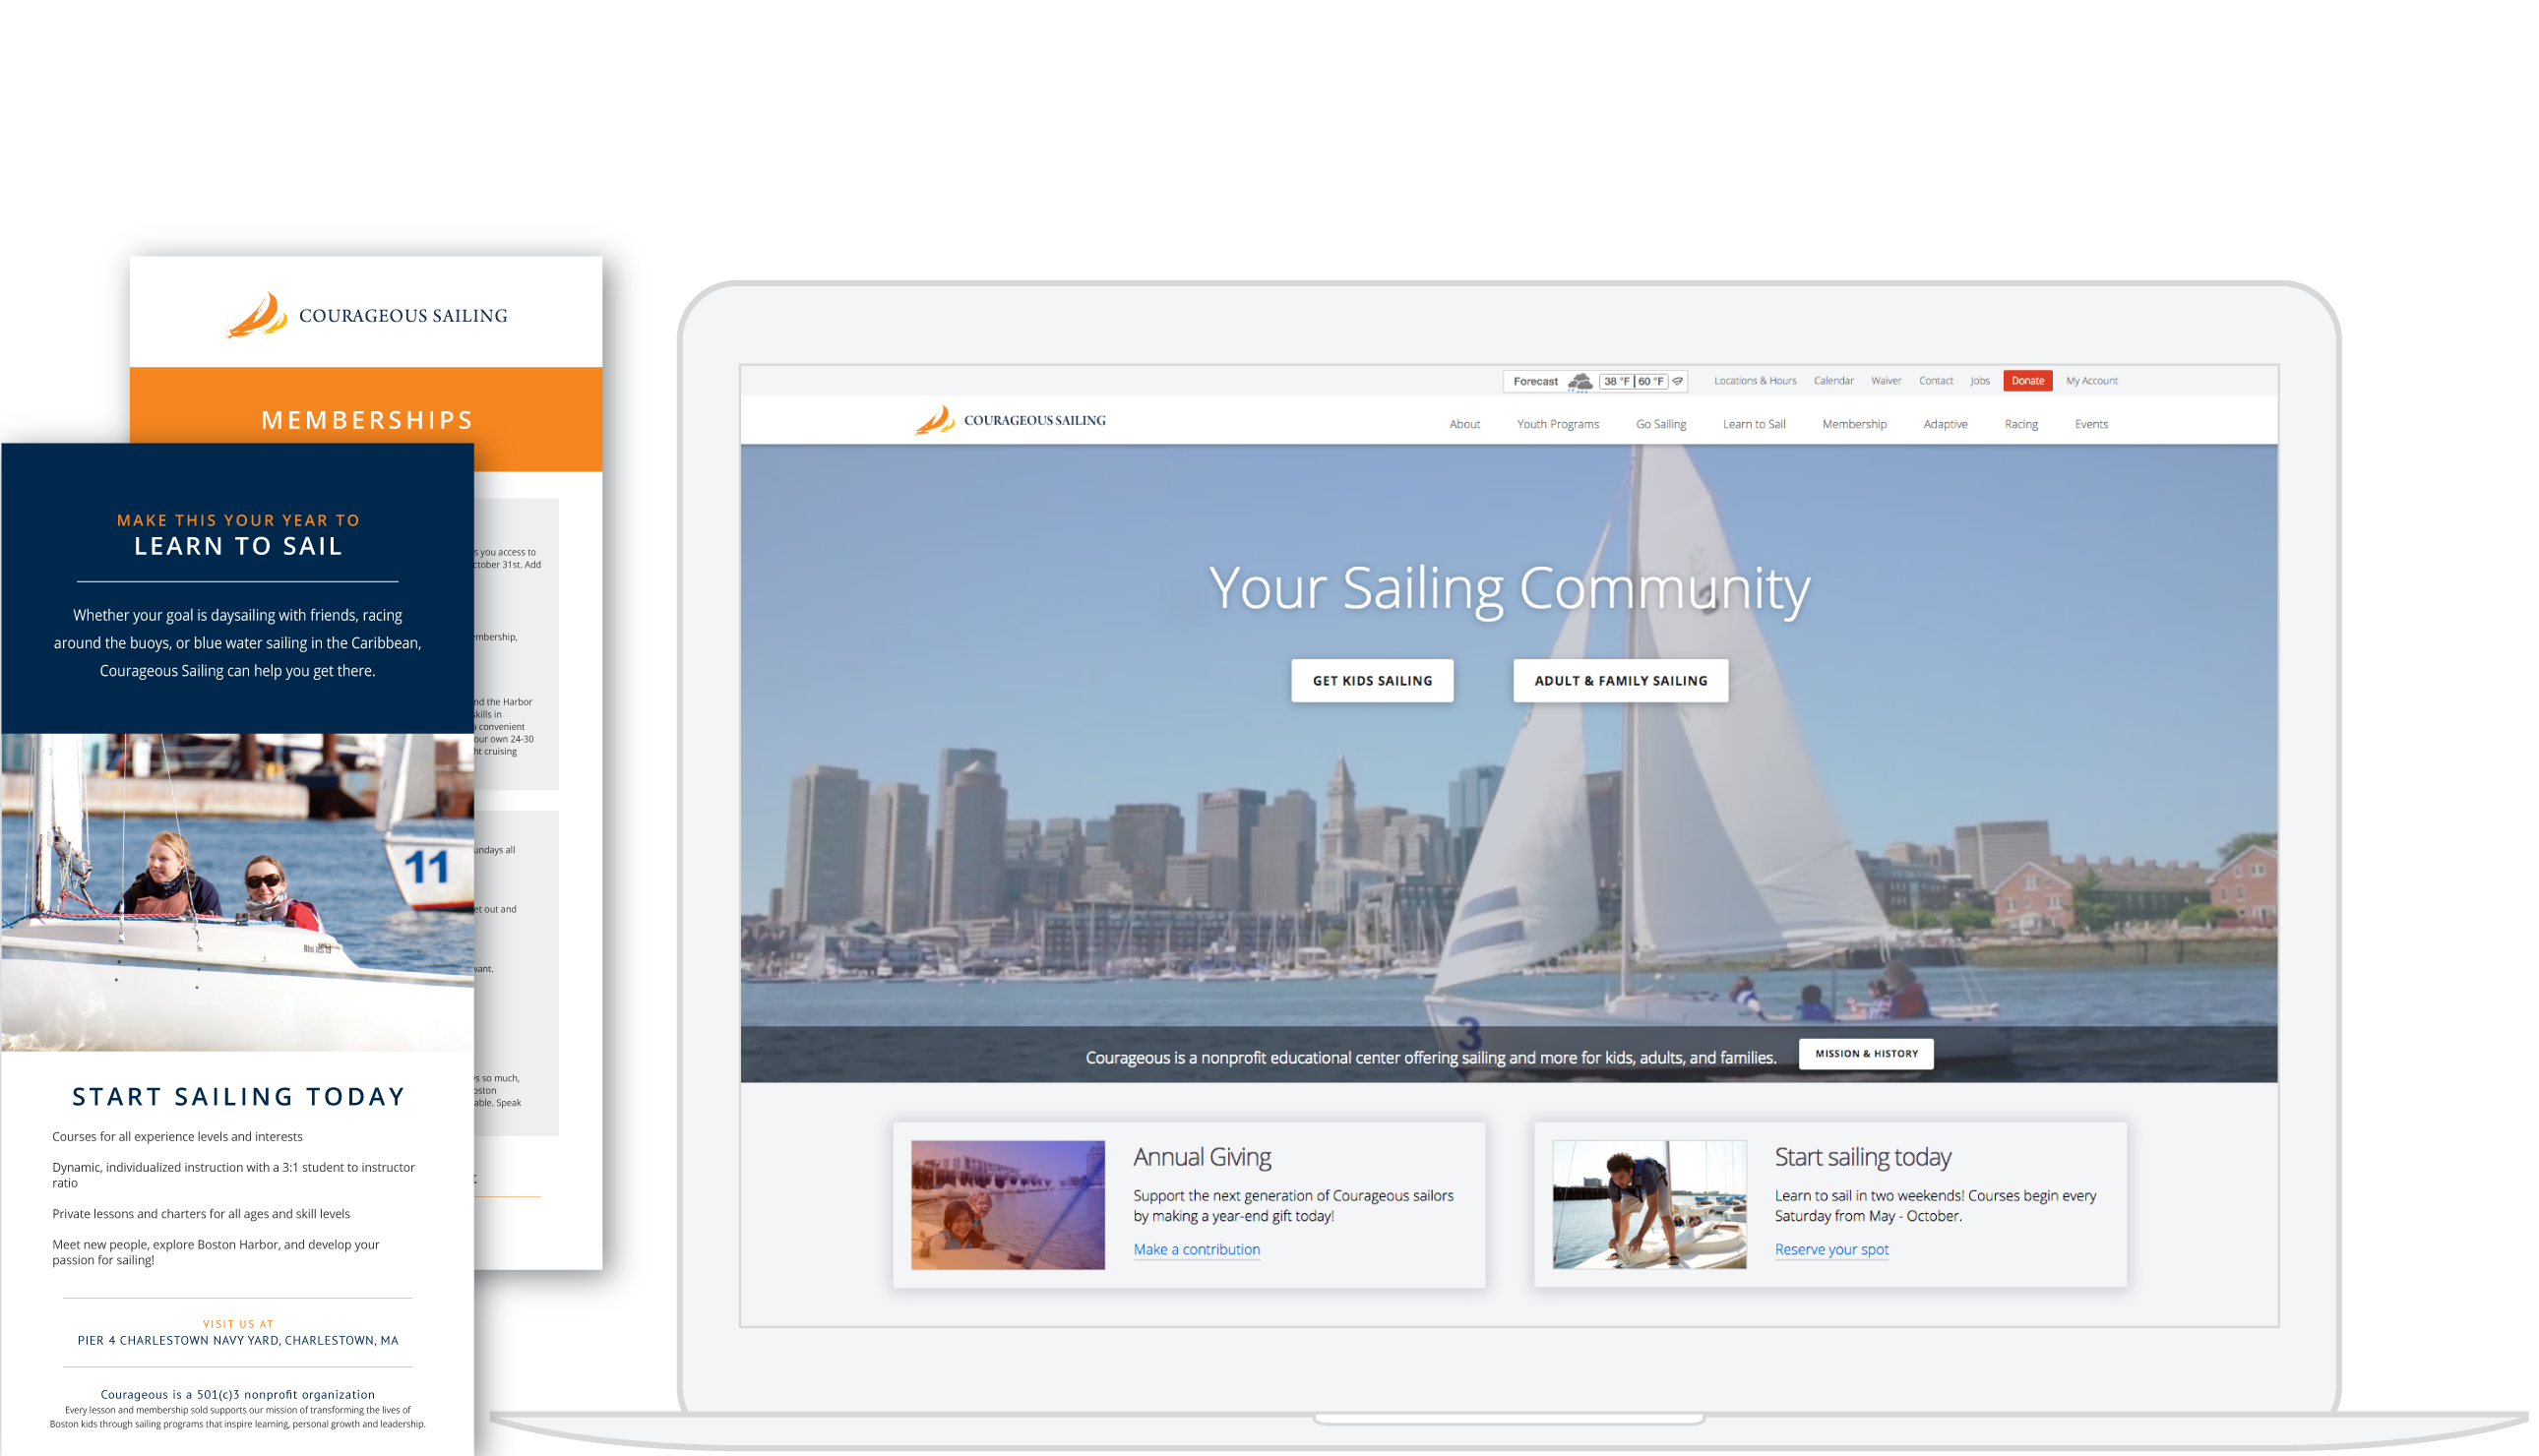 COURAGEOUS SAILING
MEMBERSHIPS
s you access to
ctober 31st. Add
embership,
nd the Harbor
skills in
a convenient
our own 24-30
ht cruising
undays all
et out and
want.
s so much,
oston
able. Speak
MAKE THIS YOUR YEAR TO
LEARN TO SAIL
Whether your goal is daysailing with friends, racing
around the buoys, or blue water sailing in the Caribbean,
Courageous Sailing can help you get there.
11
START SAILING TODAY
Courses for all experience levels and interests
Dynamic, individualized instruction with a 3:1 student to instructor
ratio
Private lessons and charters for all ages and skill levels
Meet new people, explore Boston Harbor, and develop your
passion for sailing!
VISIT US AT
PIER 4 CHARLESTOWN NAVY YARD, CHARLESTOWN, MA
Courageous is a 501(c)3 nonprofit organization
Every lesson and membership sold supports our mission of transforming the lives of
Boston kids through sailing programs that inspire learning, personal growth and leadership.
Forecast 38 °F 60 °F Locations & Hours Calendar Waiver Contact Jobs Donate My Account
COURAGEOUS SAILING About Youth Programs Go Sailing Learn to Sail Membership Adaptive Racing Events
Your Sailing Community
GET KIDS SAILING ADULT & FAMILY SAILING
3
Courageous is a nonprofit educational center offering sailing and more for kids, adults, and families. MISSION & HISTORY
Annual Giving
Support the next generation of Courageous sailors
by making a year-end gift today!
Make a contribution
Start sailing today
Learn to sail in two weekends! Courses begin every
Saturday from May - October.
Reserve your spot